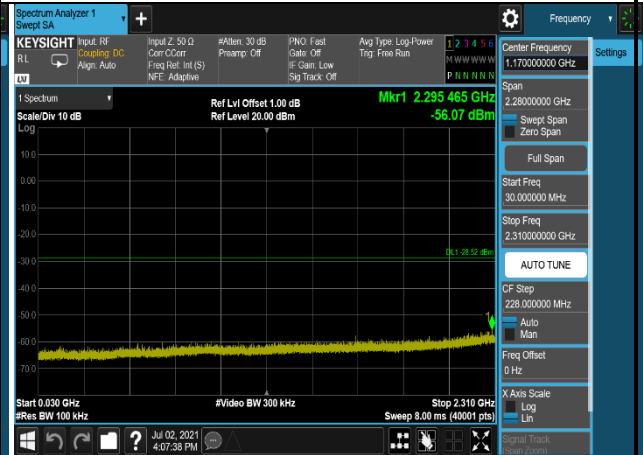 Spectrum Analyzer 1
Swept SA
Frequency
KEYSIGHT
RL
LXI
Input: RF
Coupling: DC
Align: Auto
Input Z: 50 Ω
Corr CCorr
Freq Ref: Int (S)
NFE: Adaptive
#Atten: 30 dB
Preamp: Off
PNO: Fast
Gate: Off
IF Gain: Low
Sig Track: Off
Avg Type: Log-Power
Trig: Free Run
1 2 3 4 5 6
M W W W W W
P N N N N N
Center Frequency
1.170000000 GHz
Settings
1 Spectrum
Scale/Div 10 dB
Ref Lvl Offset 1.00 dB
Ref Level 20.00 dBm
Mkr1 2.295 465 GHz
-56.07 dBm
Span
2.28000000 GHz
Swept Span
Zero Span
Full Span
Start Freq
30.000000 MHz
Stop Freq
2.310000000 GHz
AUTO TUNE
CF Step
228.000000 MHz
Auto
Man
Freq Offset
0 Hz
X Axis Scale
Log
Lin
Signal Track
(Span Zoom)
Log
10.0
0.00
-10.0
-20.0
-30.0
-40.0
-50.0
-60.0
-70.0
DL1 -28.52 dBm
1
Start 0.030 GHz
#Res BW 100 kHz
#Video BW 300 kHz
Stop 2.310 GHz
Sweep 8.00 ms (40001 pts)
?
Jul 02, 2021
4:07:38 PM